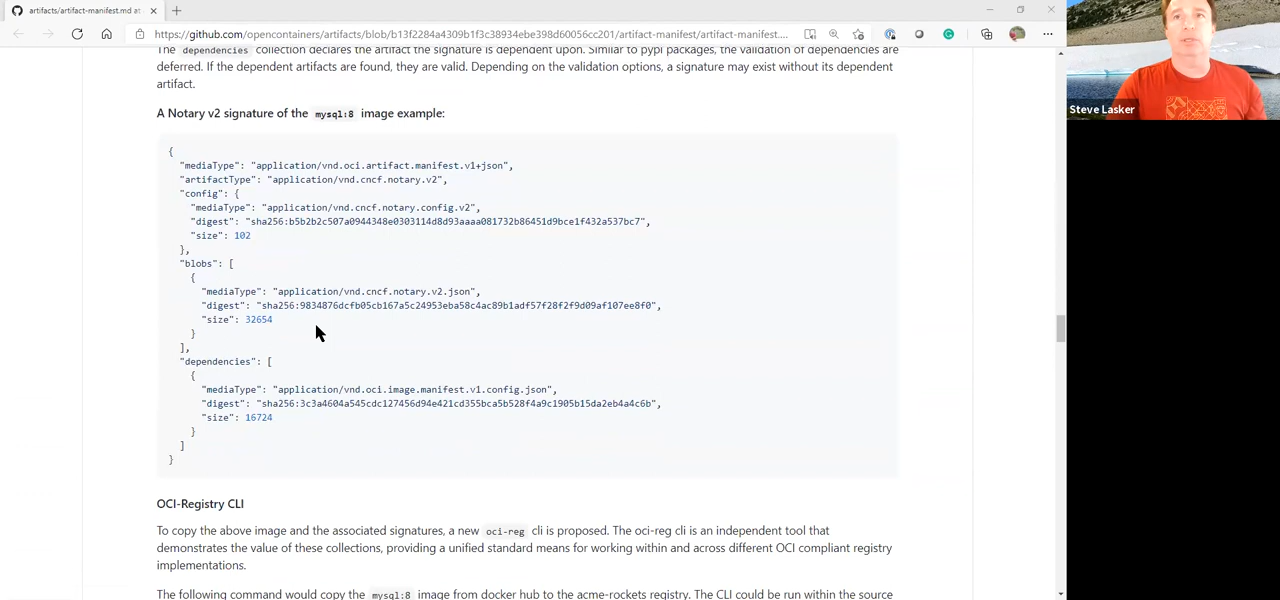 artifacts/artifact-manifest.md at
https://github.com/opencontainers/artifacts/blob/b13f2284a4309b1f3c38934ebe398d60056cc201/artifact-manifest/artifact-manifest....
The dependencies collection declares the artifact the signature is dependent upon. Similar to pypi packages, the validation of dependencies are
deferred. If the dependent artifacts are found, they are valid. Depending on the validation options, a signature may exist without its dependent
artifact.
A Notary v2 signature of the mysql:8 image example:
{
"mediaType": "application/vnd.oci.artifact.manifest.v1+json",
"artifactType": "application/vnd.cncf.notary.v2",
"config": {
"mediaType": "application/vnd.cncf.notary.config.v2",
"digest": "sha256:b5b2b2c507a0944348e0303114d8d93aaaa081732b86451d9bce1f432a537bc7",
"size": 102
},
"blobs": [
{
"mediaType": "application/vnd.cncf.notary.v2.json",
"digest": "sha256:9834876dcfb05cb167a5c24953eba58c4ac89b1adf57f28f2f9d09af107ee8f0",
"size": 32654
}
],
"dependencies": [
{
"mediaType": "application/vnd.oci.image.manifest.v1.config.json",
"digest": "sha256:3c3a4604a545cdc127456d94e421cd355bca5b528f4a9c1905b15da2eb4a4c6b",
"size": 16724
}
]
}
OCI-Registry CLI
To copy the above image and the associated signatures, a new oci-reg cli is proposed. The oci-reg cli is an independent tool that
demonstrates the value of these collections, providing a unified standard means for working within and across different OCI compliant registry
implementations.
The following command would copy the mysql:8 image from docker hub to the acme-rockets registry. The CLI could be run within the source
Steve Lasker